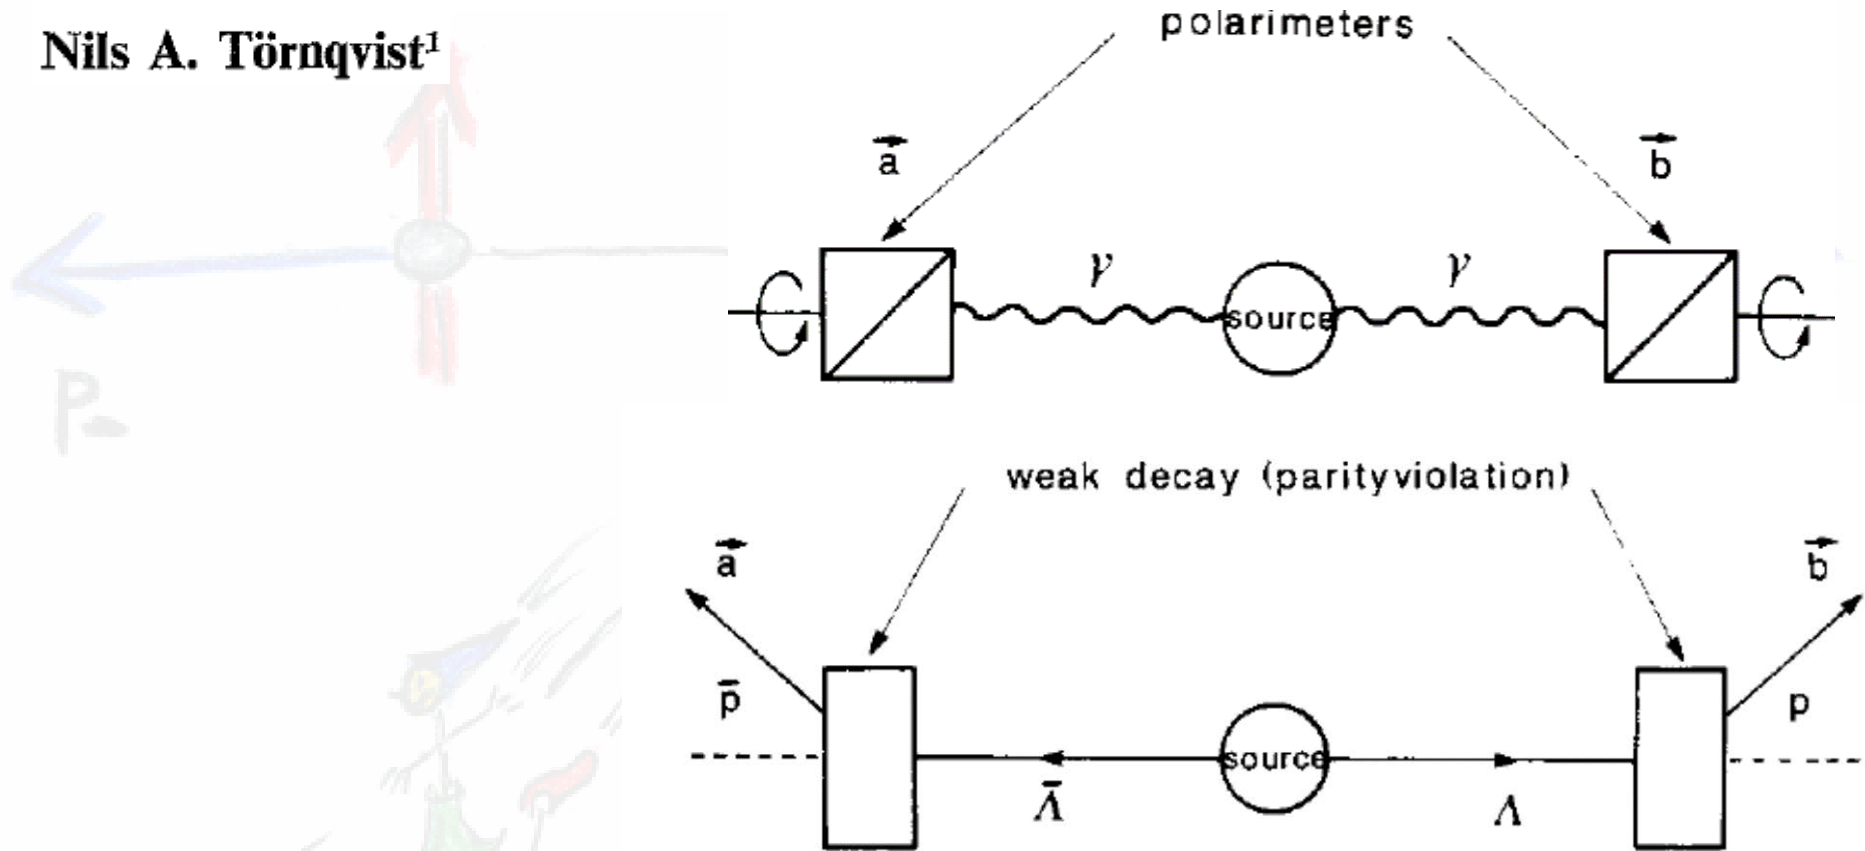 Nils A. Törnqvist¹
polarimeters
a⃗
b⃗
γ
γ
source
P-
weak decay (parityviolation)
a⃗
b⃗
p̄
p
source
Λ̄
Λ